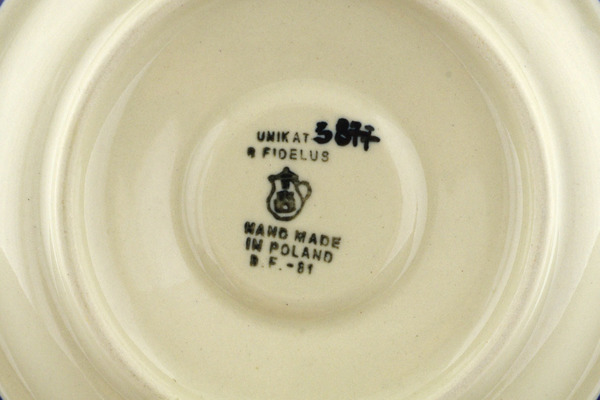 UNIKAT 3877
R FIDELUS
HAND MADE
IN POLAND
R.F.-81